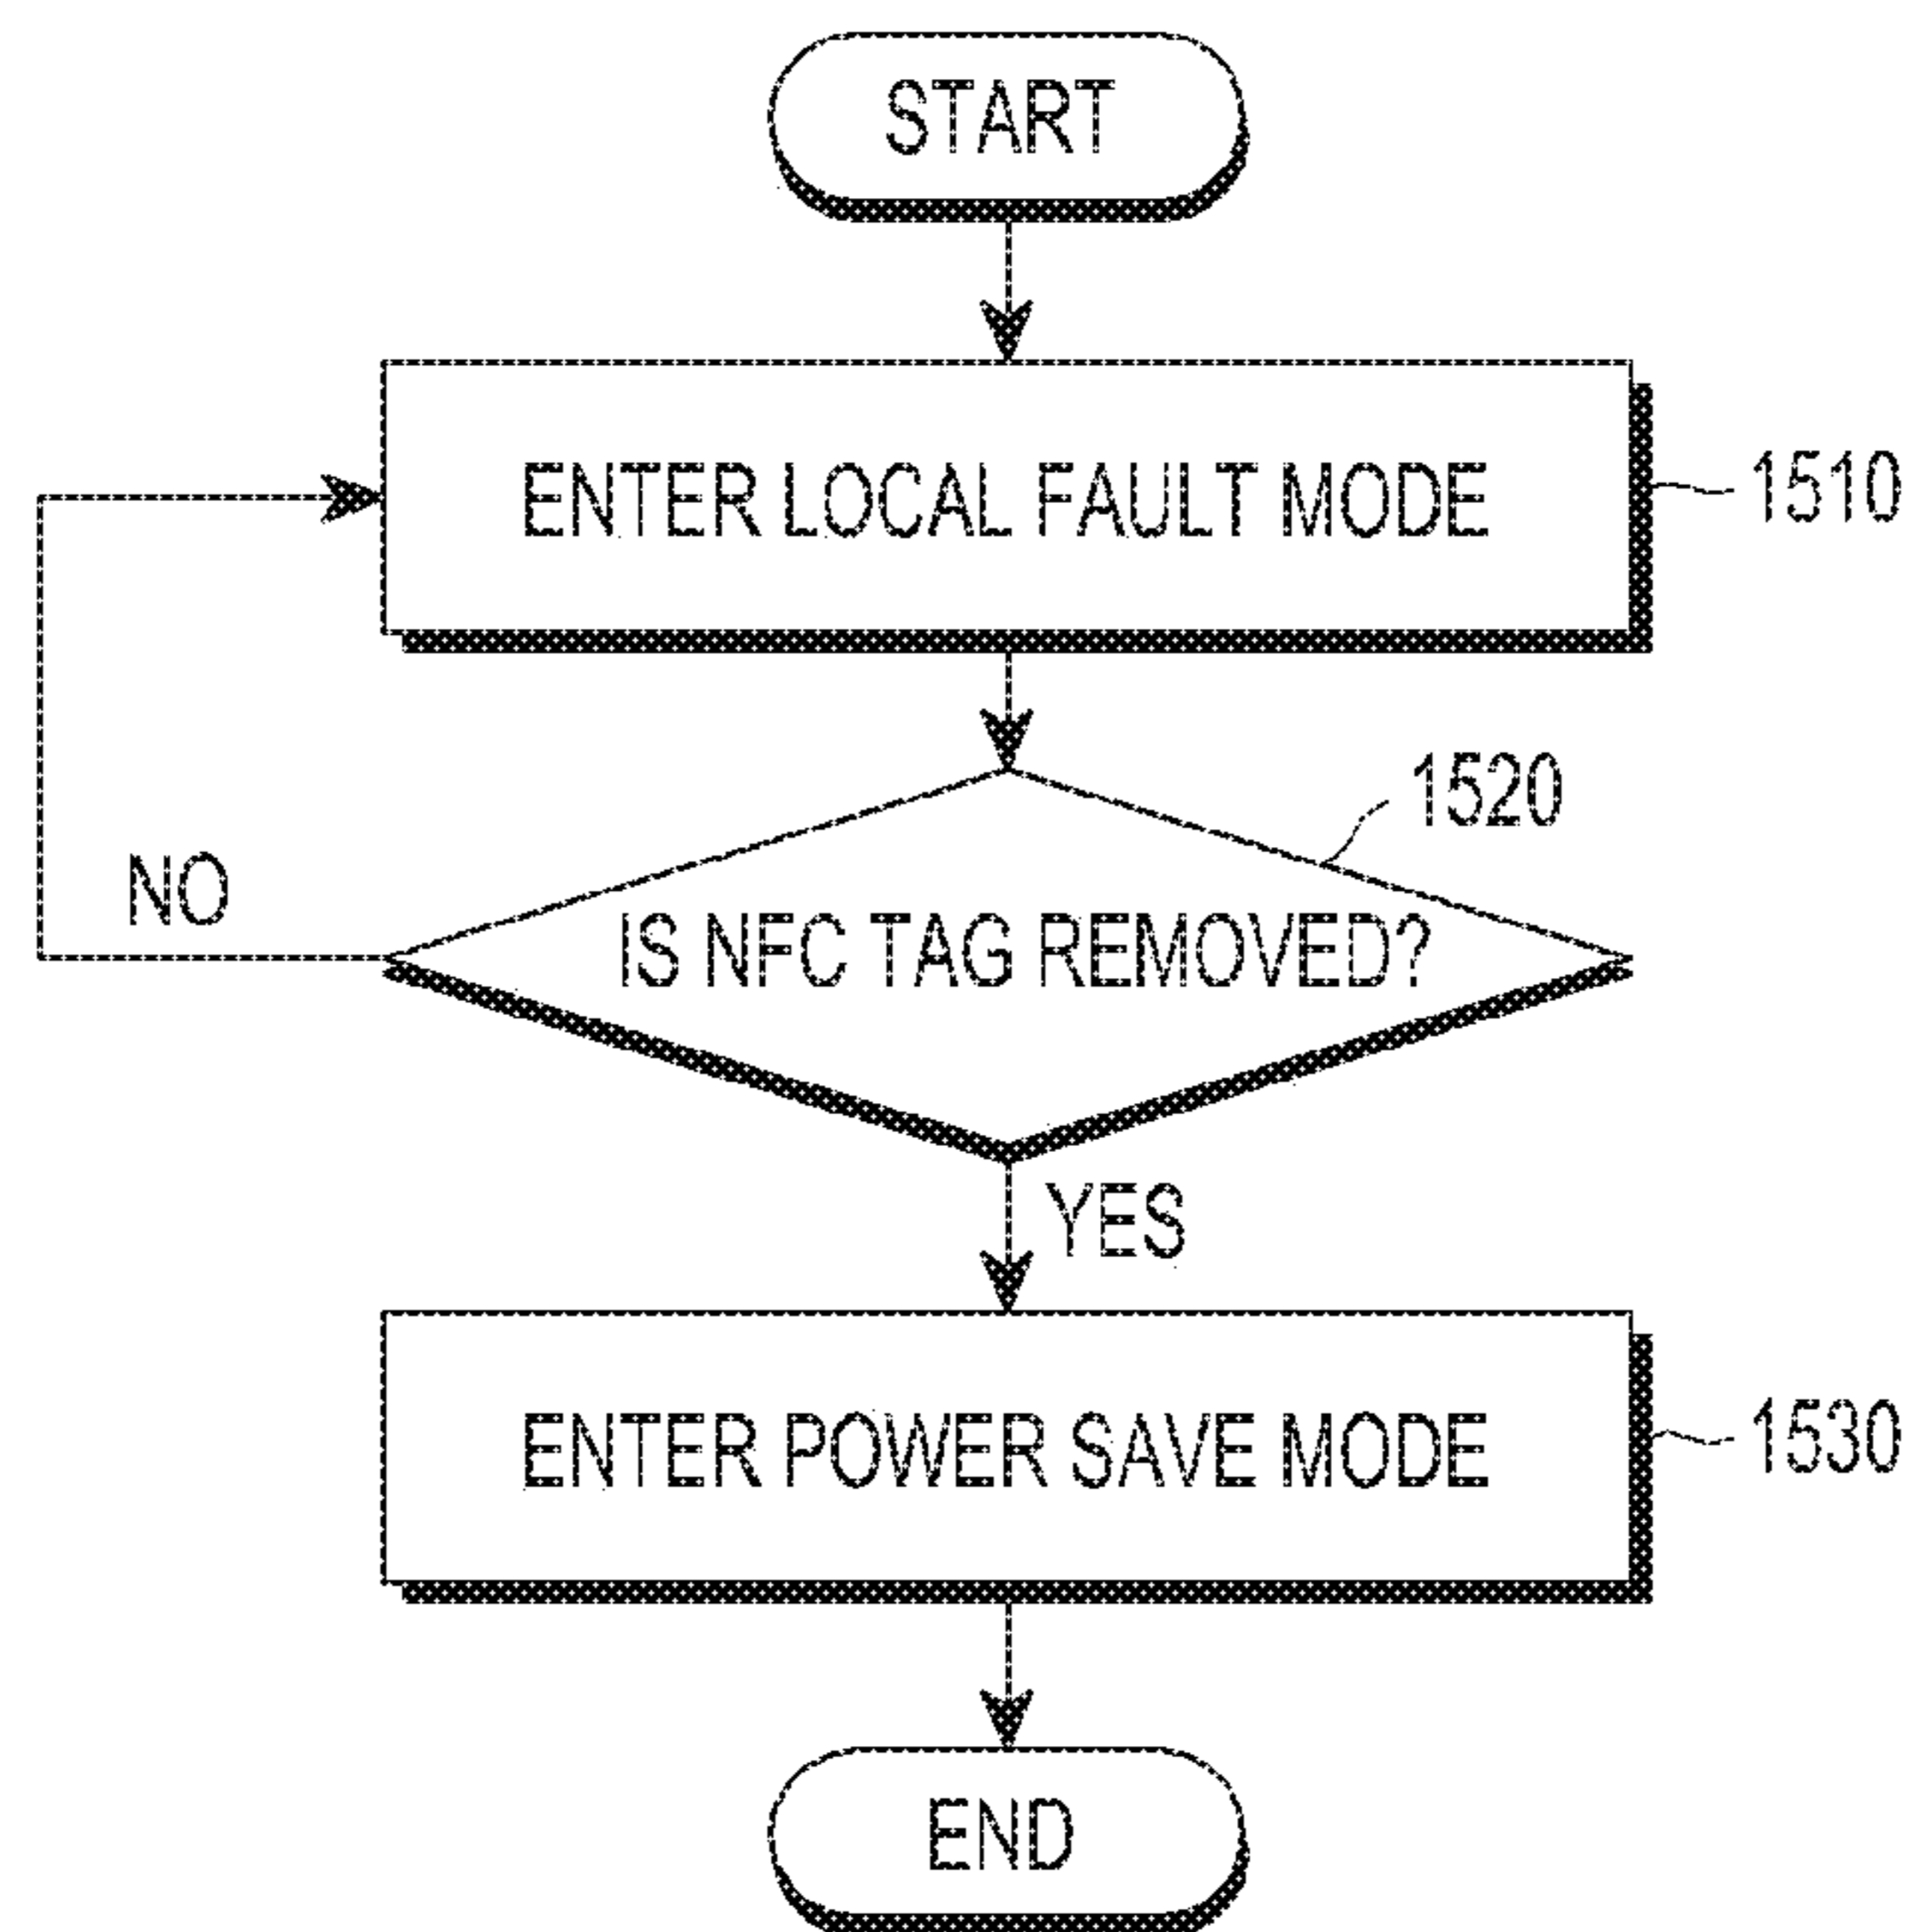 START
ENTER LOCAL FAULT MODE
1510
1520
NO
IS NFC TAG REMOVED?
YES
ENTER POWER SAVE MODE
1530
END